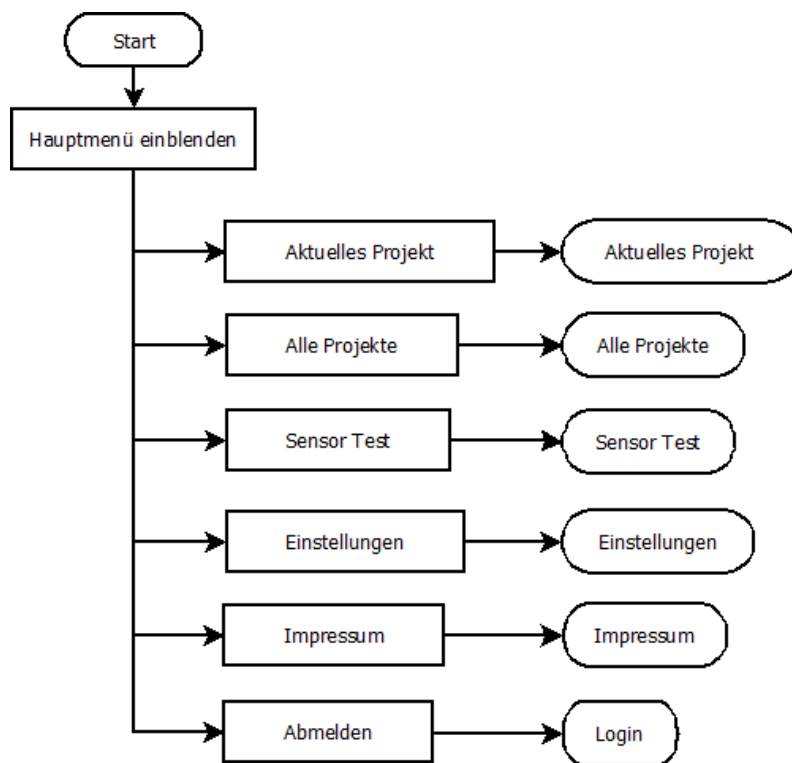 Start
Hauptmenü einblenden
Aktuelles Projekt
Aktuelles Projekt
Alle Projekte
Alle Projekte
Sensor Test
Sensor Test
Einstellungen
Einstellungen
Impressum
Impressum
Abmelden
Login